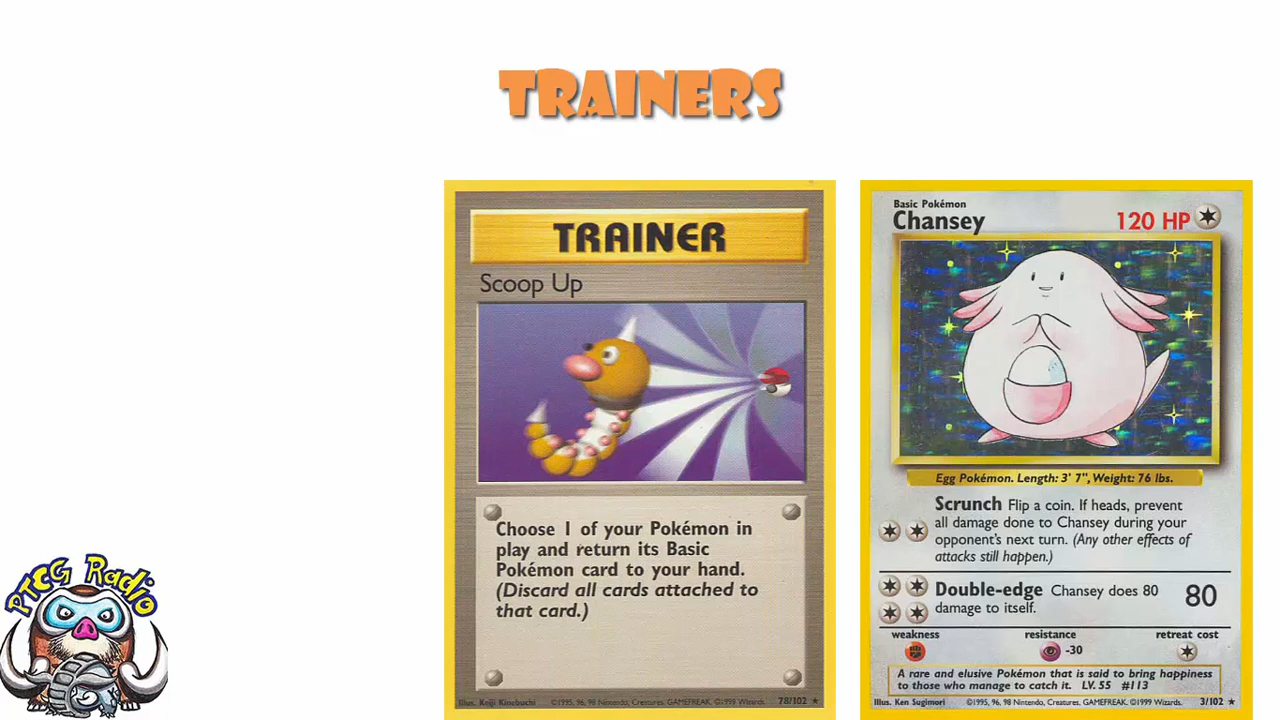 TRAINERS
TRAINER
Scoop Up
Choose 1 of your Pokémon in
play and return its Basic
Pokémon card to your hand.
(Discard all cards attached to
that card.)
Illus. Keiji Kinebuchi ©1995, 96, 98 Nintendo, Creatures, GAMEFREAK. ©1999 Wizards. 78/102 ★
Basic Pokémon
Chansey
120 HP
Egg Pokémon. Length: 3' 7", Weight: 76 lbs.
Scrunch Flip a coin. If heads, prevent
all damage done to Chansey during your
opponent's next turn. (Any other effects of
attacks still happen.)
Double-edge Chansey does 80
damage to itself.
80
weakness resistance retreat cost
-30
A rare and elusive Pokémon that is said to bring happiness
to those who manage to catch it. LV. 55 #113
Illus. Ken Sugimori ©1995, 96, 98 Nintendo, Creatures, GAMEFREAK. ©1999 Wizards. 3/102 ★
PTCG Radio